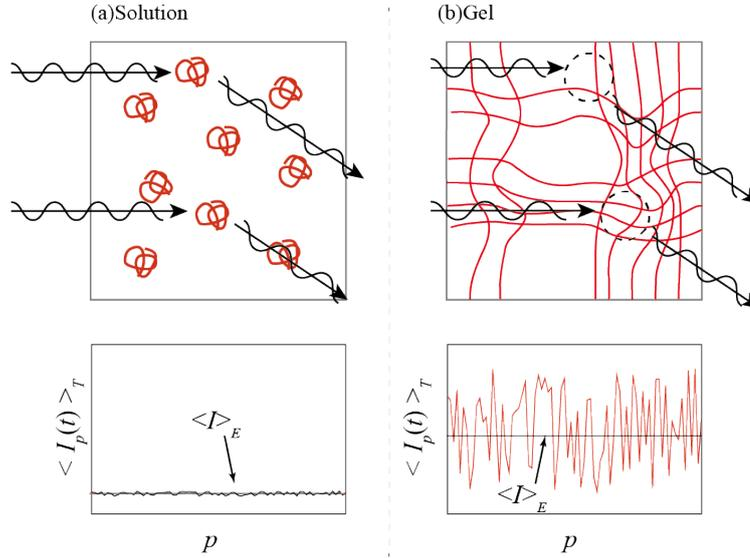 (a)Solution
(b)Gel
< I_p(t) >_T
<I>_E
p
< I_p(t) >_T
<I>_E
p